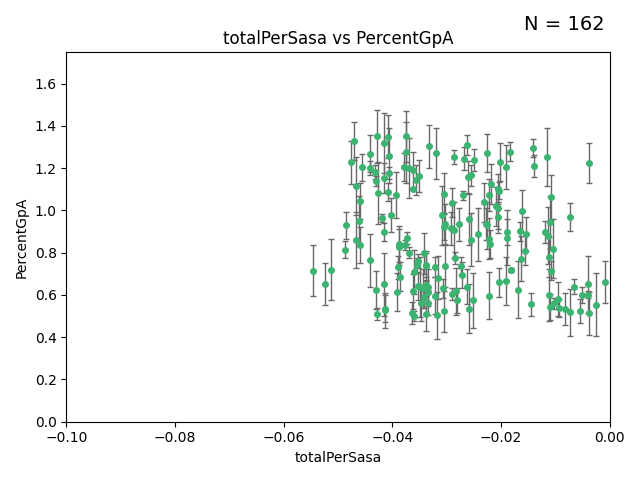 N = 162
totalPerSasa vs PercentGpA
PercentGpA
1.6
1.4
1.2
1.0
0.8
0.6
0.4
0.2
0.0
−0.10 −0.08 −0.06 −0.04 −0.02 0.00
totalPerSasa